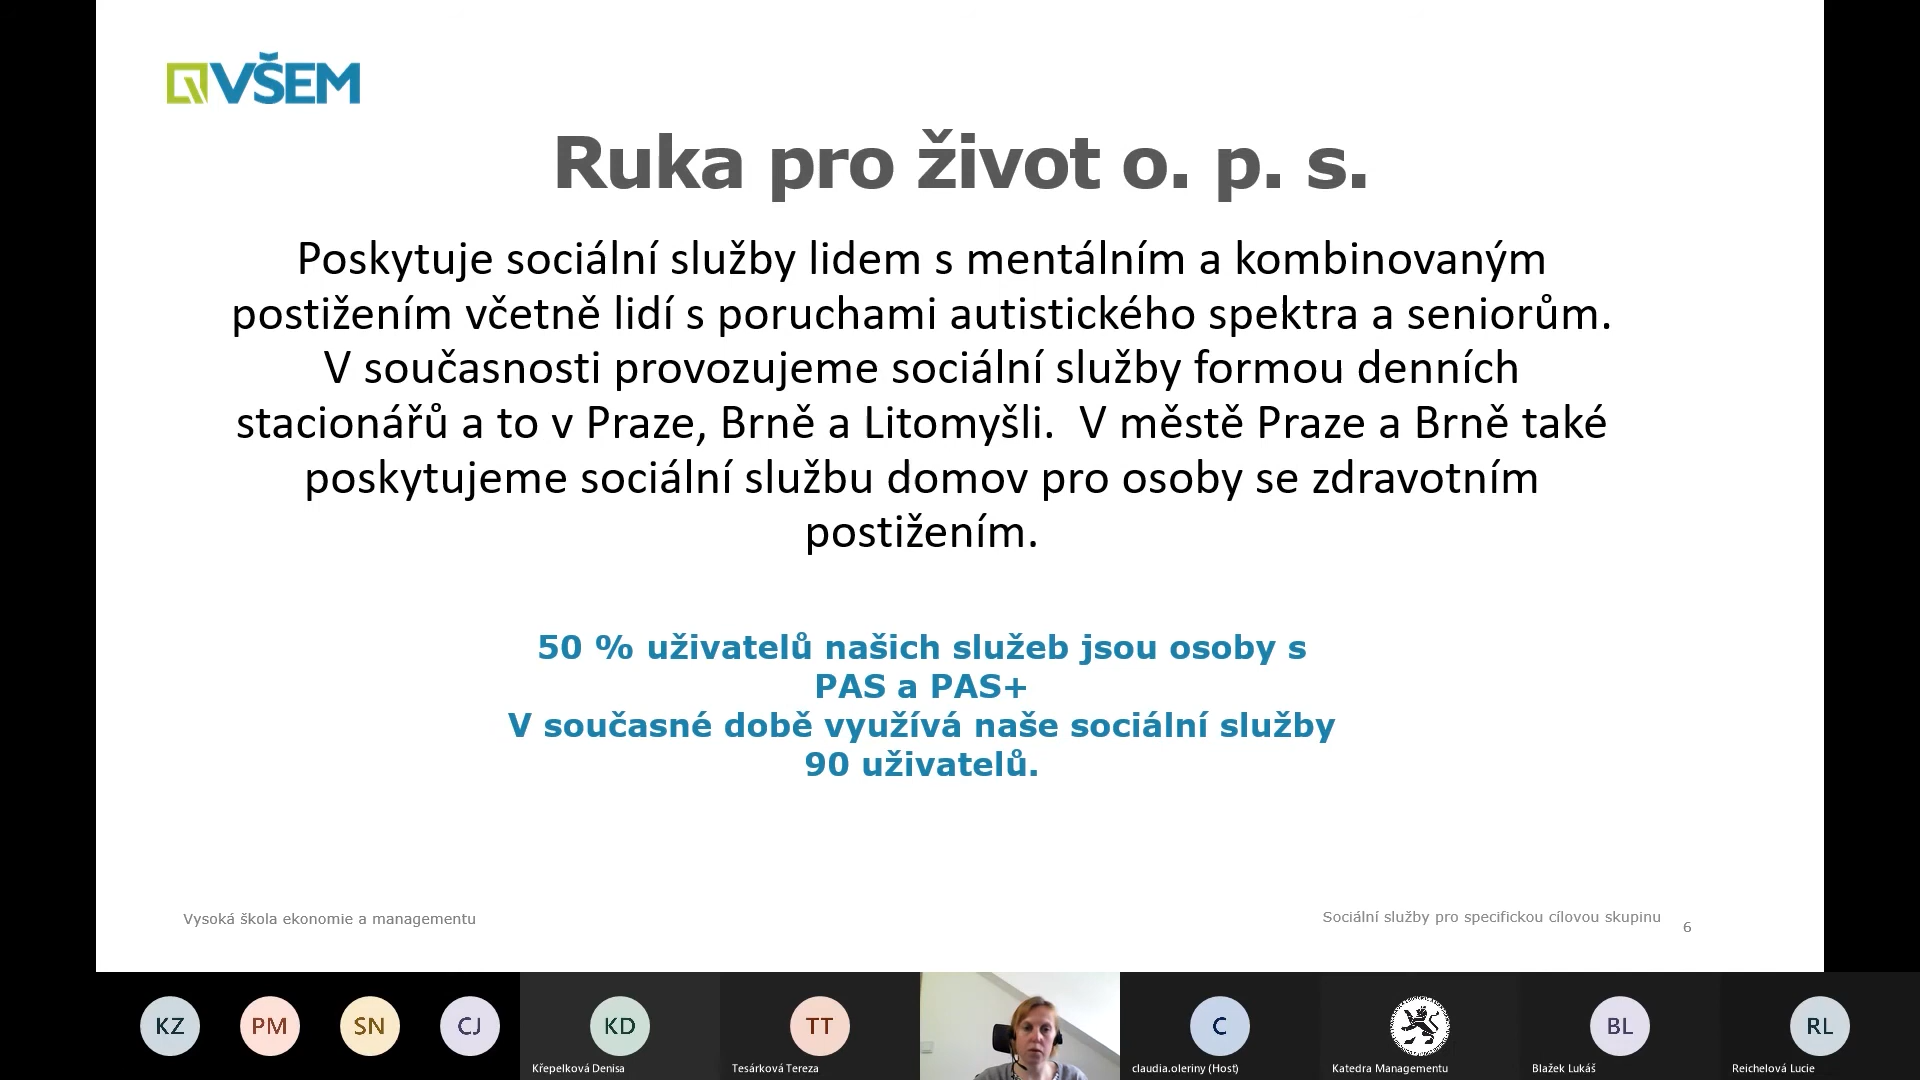 VŠEM
Ruka pro život o. p. s.
Poskytuje sociální služby lidem s mentálním a kombinovaným
postižením včetně lidí s poruchami autistického spektra a seniorům.
V současnosti provozujeme sociální služby formou denních
stacionářů a to v Praze, Brně a Litomyšli.  V městě Praze a Brně také
poskytujeme sociální službu domov pro osoby se zdravotním
postižením.
50 % uživatelů našich služeb jsou osoby s
PAS a PAS+
V současné době využívá naše sociální služby
90 uživatelů.
Vysoká škola ekonomie a managementu
Sociální služby pro specifickou cílovou skupinu
6
KZ
PM
SN
CJ
KD
Křepelková Denisa
TT
Tesárková Tereza
C
claudia.oleriny (Host)
Katedra Managementu
BL
Blažek Lukáš
RL
Reichelová Lucie